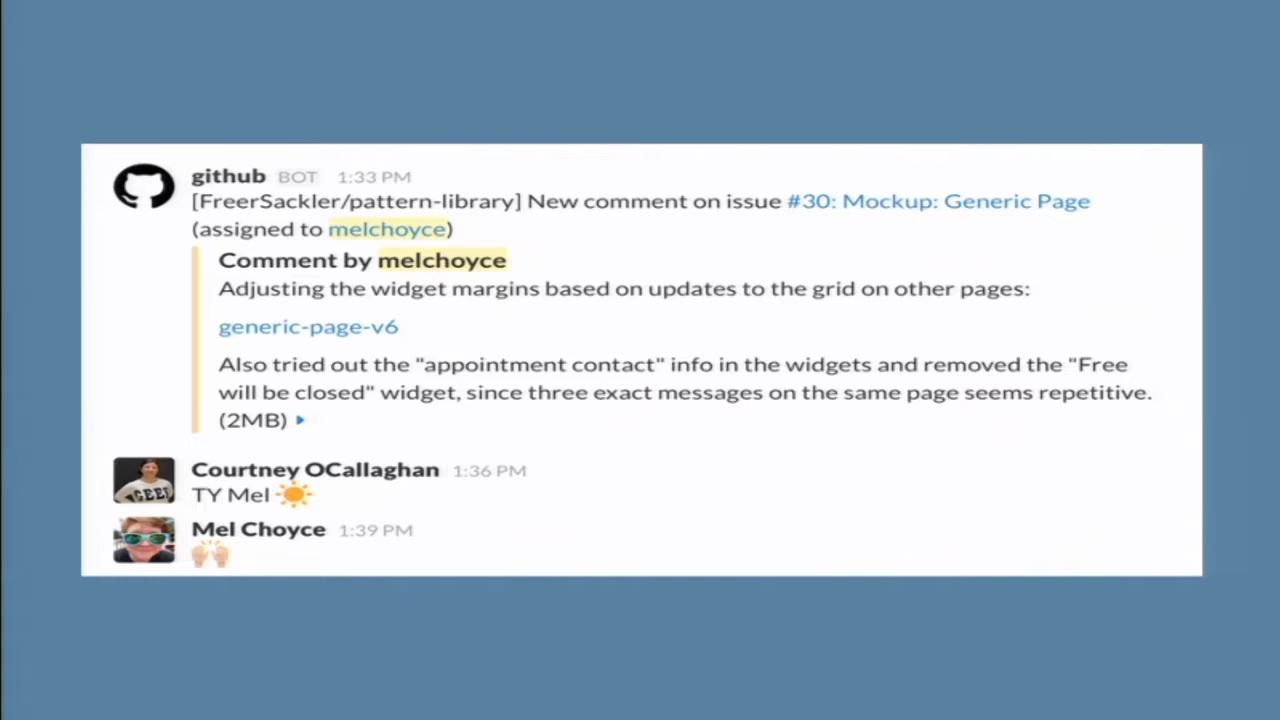 github BOT 1:33 PM
[FreerSackler/pattern-library] New comment on issue #30: Mockup: Generic Page
(assigned to melchoyce)
Comment by melchoyce
Adjusting the widget margins based on updates to the grid on other pages:
generic-page-v6
Also tried out the "appointment contact" info in the widgets and removed the "Free
will be closed" widget, since three exact messages on the same page seems repetitive.
(2MB)
Courtney OCallaghan 1:36 PM
TY Mel ☀️
Mel Choyce 1:39 PM
🙌🏼